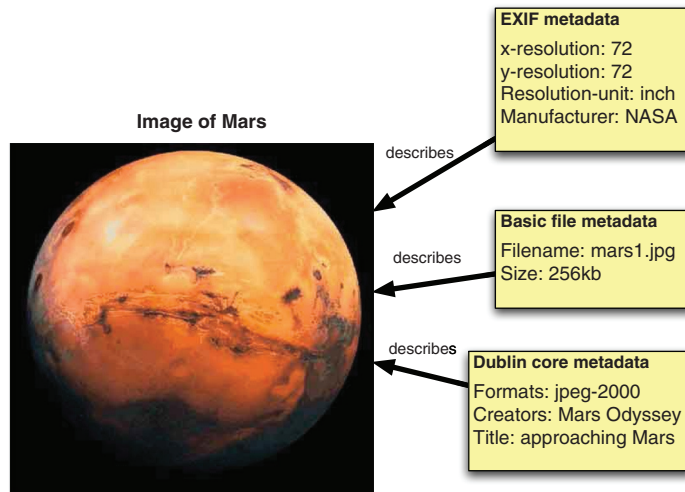 Image of Mars
EXIF metadata
x-resolution: 72
y-resolution: 72
Resolution-unit: inch
Manufacturer: NASA
describes
Basic file metadata
Filename: mars1.jpg
Size: 256kb
describes
Dublin core metadata
Formats: jpeg-2000
Creators: Mars Odyssey
Title: approaching Mars
describes